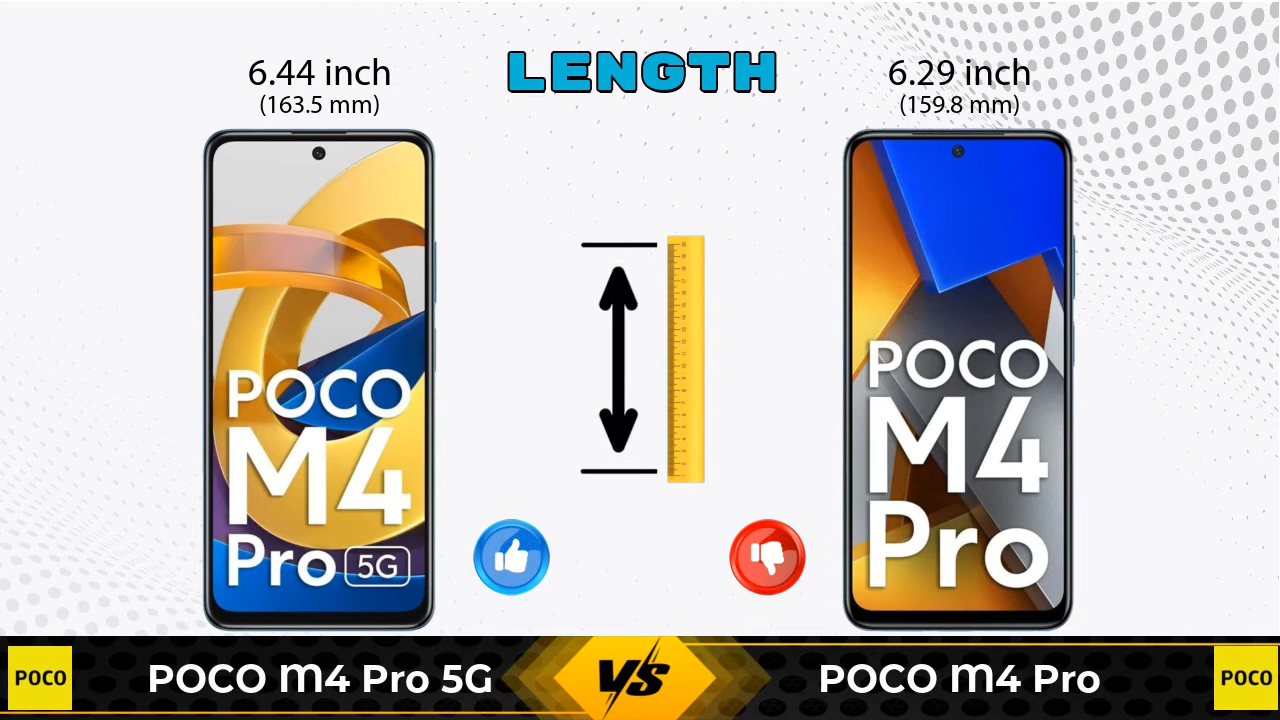 LENGTH
6.44 inch
(163.5 mm)
6.29 inch
(159.8 mm)
POCO
M4
Pro 5G
POCO
M4
Pro
POCO
POCO M4 Pro 5G
VS
POCO M4 Pro
POCO